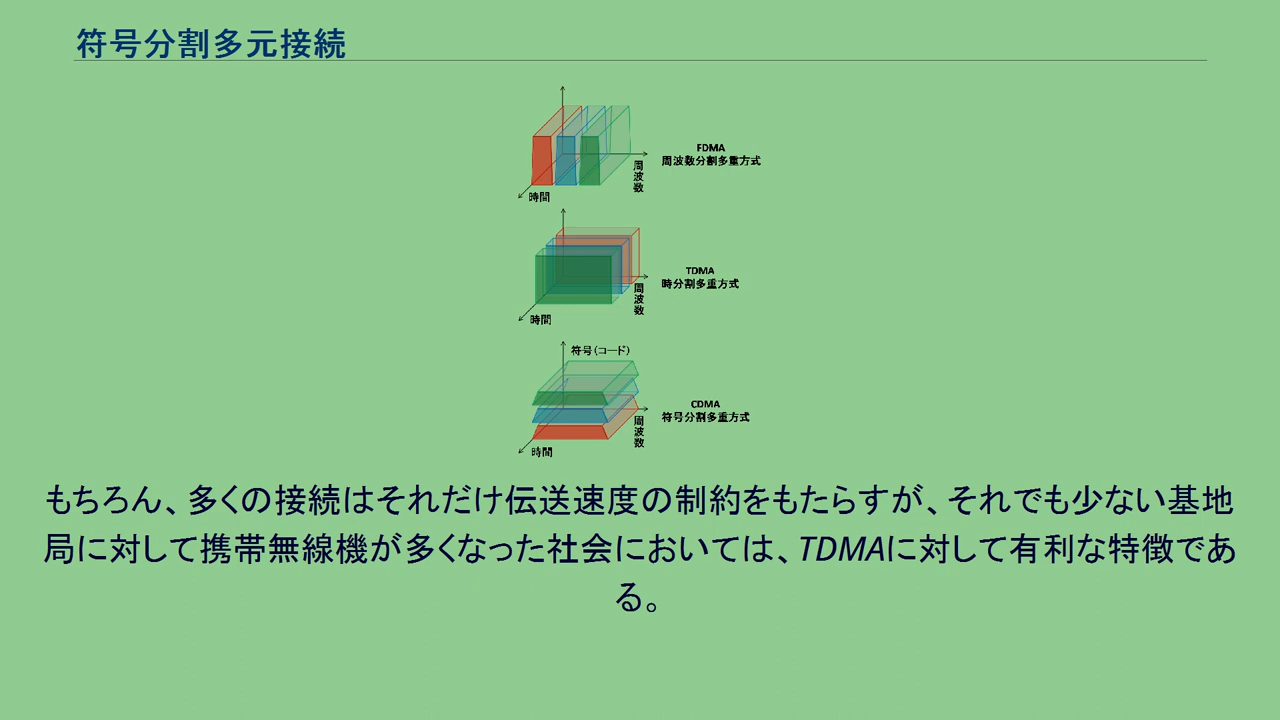 符号分割多元接続
周波数
FDMA
周波数分割多重方式
時間
周波数
TDMA
時分割多重方式
時間
符号(コード)
周波数
CDMA
符号分割多重方式
時間
もちろん、多くの接続はそれだけ伝送速度の制約をもたらすが、それでも少ない基地
局に対して携帯無線機が多くなった社会においては、TDMAに対して有利な特徴であ
る。